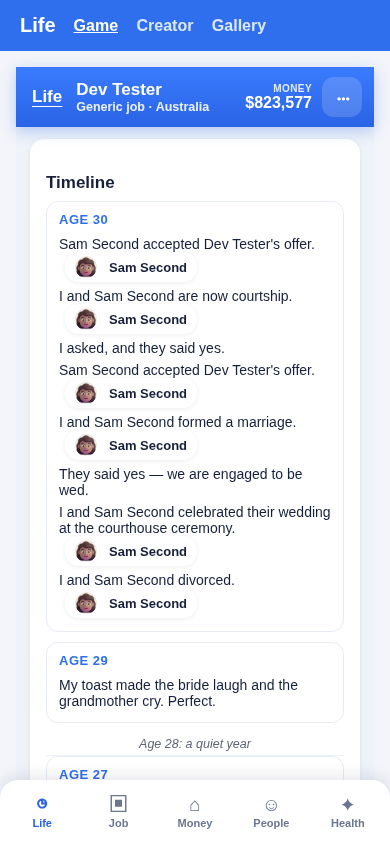 Life Game Creator Gallery
Life Dev Tester
Generic job · Australia
MONEY
$823,577
Timeline
AGE 30
Sam Second accepted Dev Tester's offer.
Sam Second
I and Sam Second are now courtship.
Sam Second
I asked, and they said yes.
Sam Second accepted Dev Tester's offer.
Sam Second
I and Sam Second formed a marriage.
Sam Second
They said yes — we are engaged to be
wed.
I and Sam Second celebrated their wedding
at the courthouse ceremony.
Sam Second
I and Sam Second divorced.
Sam Second
AGE 29
My toast made the bride laugh and the
grandmother cry. Perfect.
Age 28: a quiet year
AGE 27
Life Job Money People Health